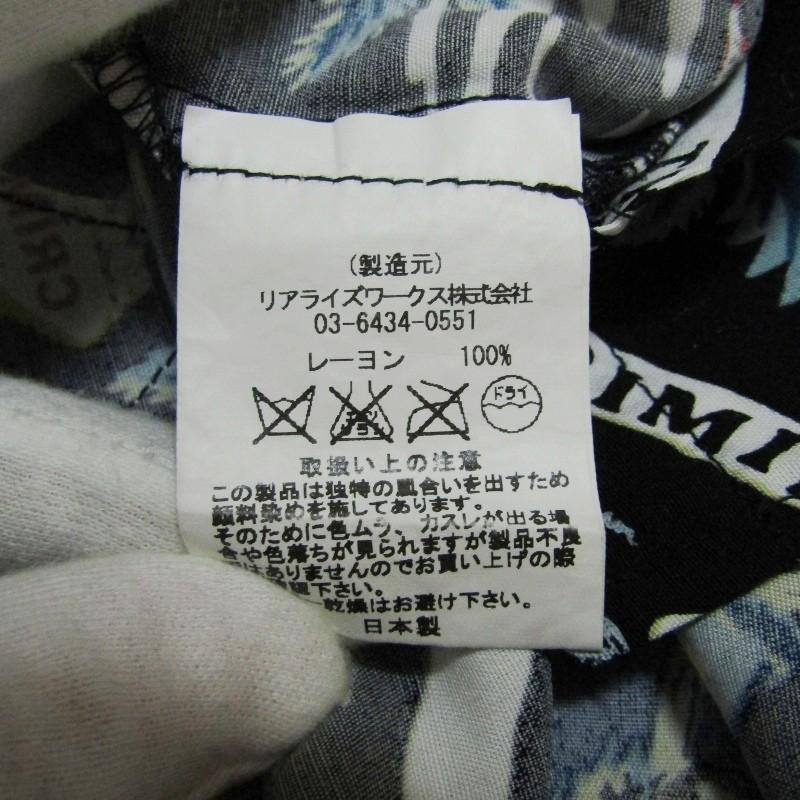 (製造元)
リアライズワークス株式会社
03-6434-0551
レーヨン 100%
ドライ
取扱い上の注意
この製品は独特の風合いを出すため
顔料染めを施してあります。
そのために色ムラ、カスレが出る場
合や色落ちが見られますが製品不良
はありませんのでお買い上げの際
下さい。
乾燥はお避け下さい。
日本製
CRIM
DIMI